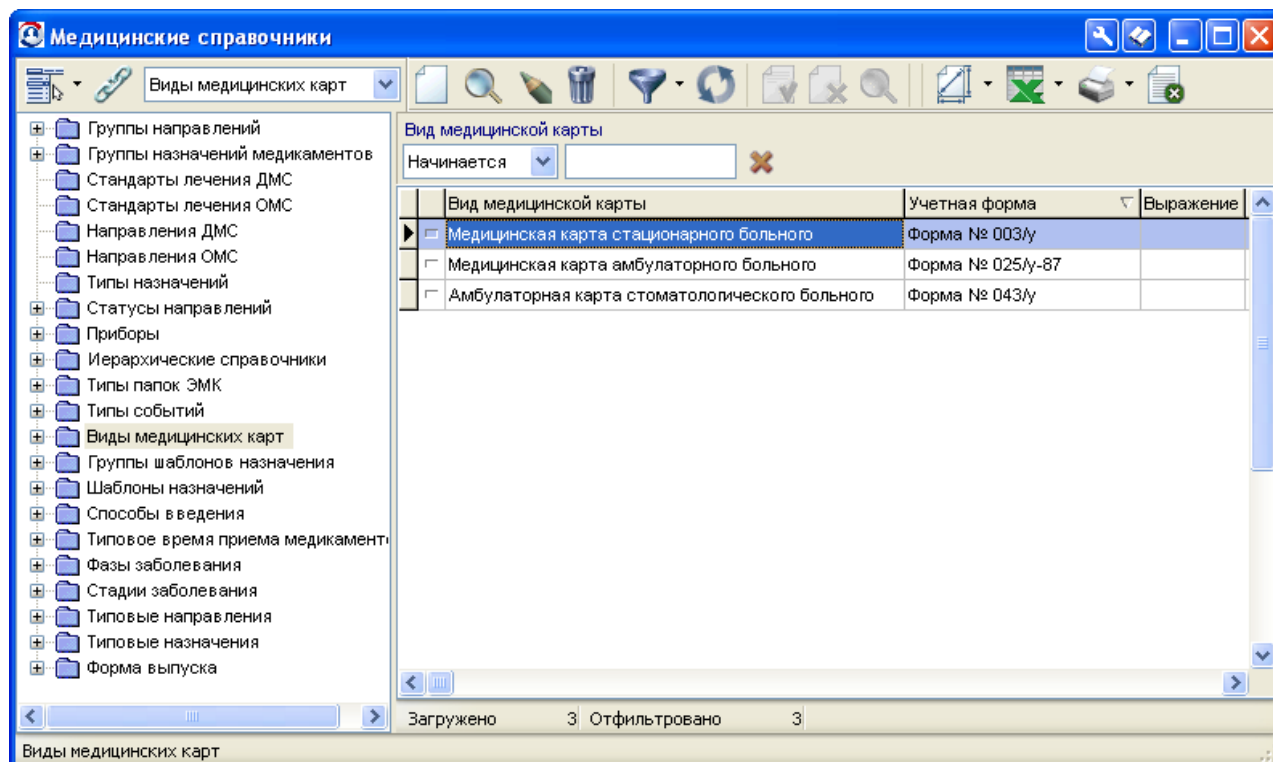 Медицинские справочники
Виды медицинских карт
Группы направлений
Группы назначений медикаментов
Стандарты лечения ДМС
Стандарты лечения ОМС
Направления ДМС
Направления ОМС
Типы назначений
Статусы направлений
Приборы
Иерархические справочники
Типы папок ЭМК
Типы событий
Виды медицинских карт
Группы шаблонов назначения
Шаблоны назначений
Способы введения
Типовое время приема медикаменто
Фазы заболевания
Стадии заболевания
Типовые направления
Типовые назначения
Форма выпуска
Вид медицинской карты
Начинается
Вид медицинской карты Учетная форма Выражение
Медицинская карта стационарного больного Форма № 003/у
Медицинская карта амбулаторного больного Форма № 025/у-87
Амбулаторная карта стоматологического больного Форма № 043/у
Загружено 3 Отфильтровано 3
Виды медицинских карт